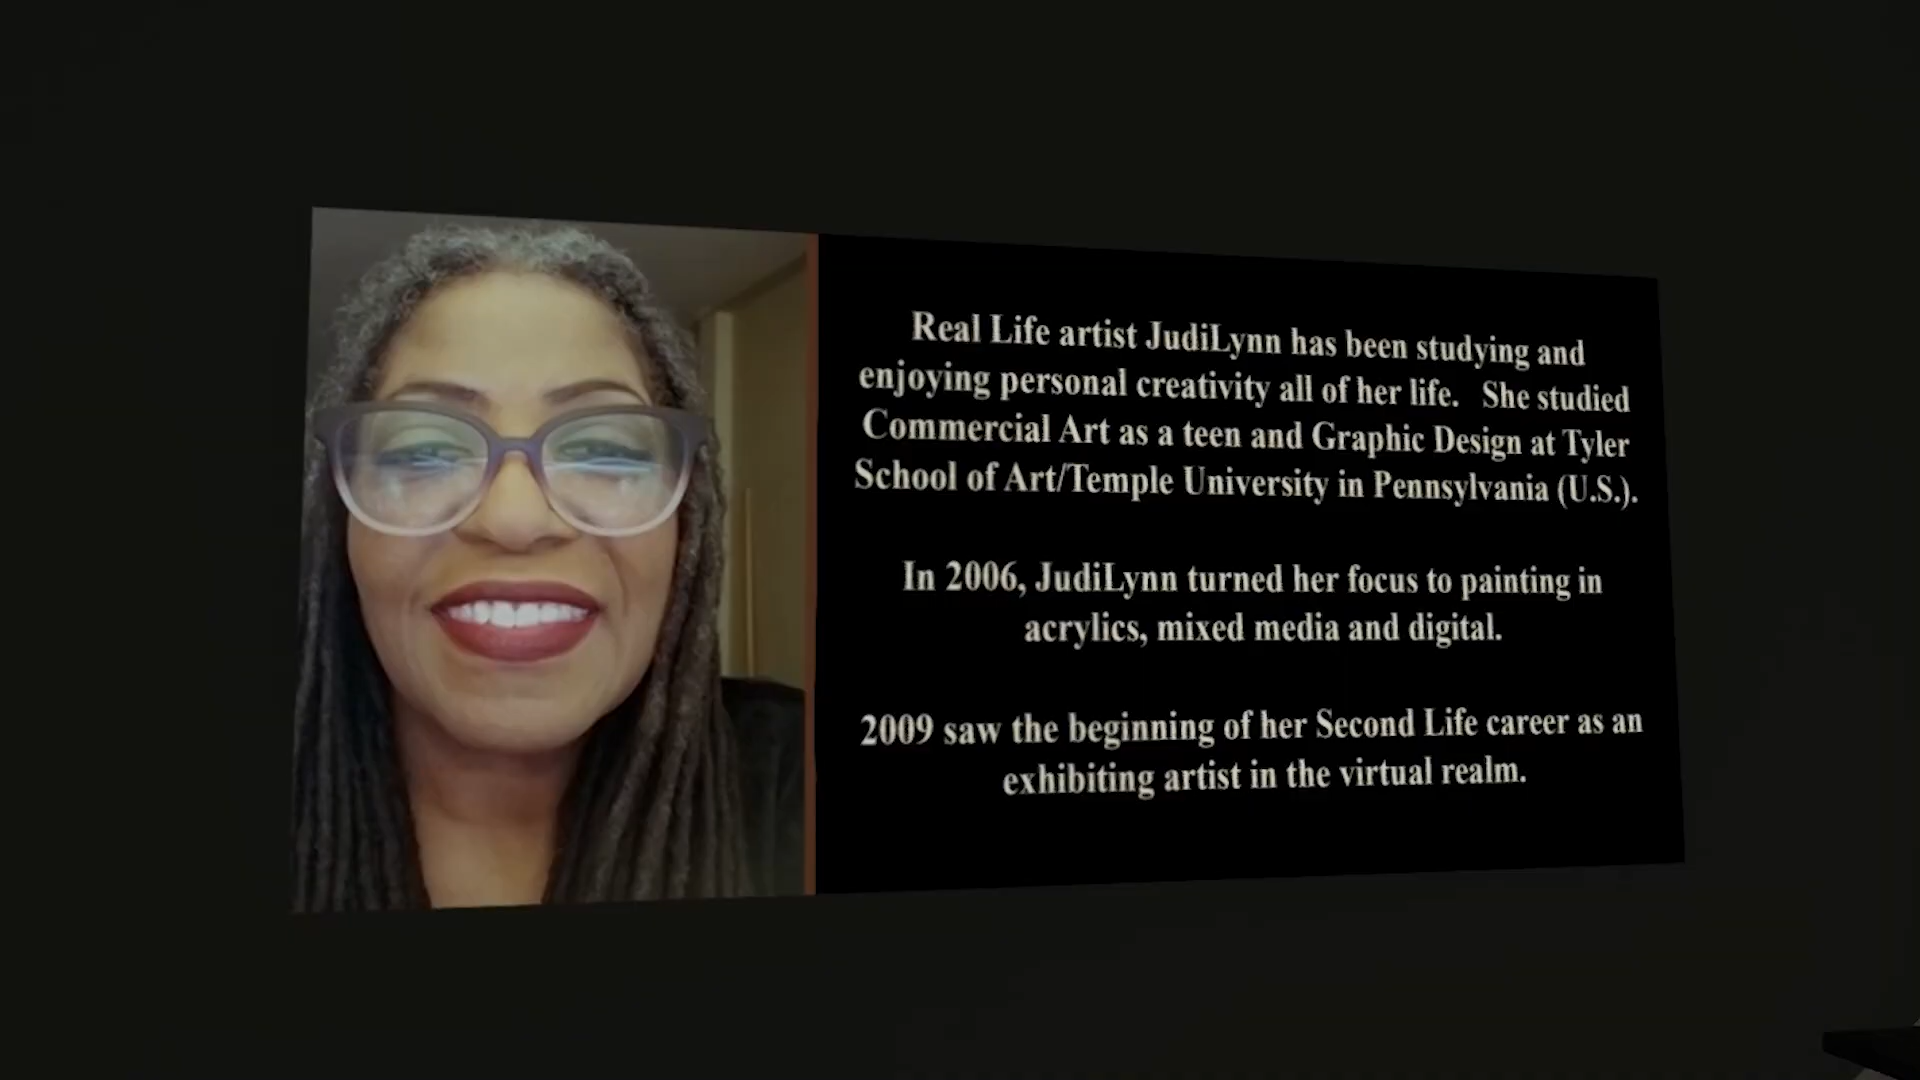 Real Life artist JudiLynn has been studying and
enjoying personal creativity all of her life. She studied
Commercial Art as a teen and Graphic Design at Tyler
School of Art/Temple University in Pennsylvania (U.S.).
In 2006, JudiLynn turned her focus to painting in
acrylics, mixed media and digital.
2009 saw the beginning of her Second Life career as an
exhibiting artist in the virtual realm.